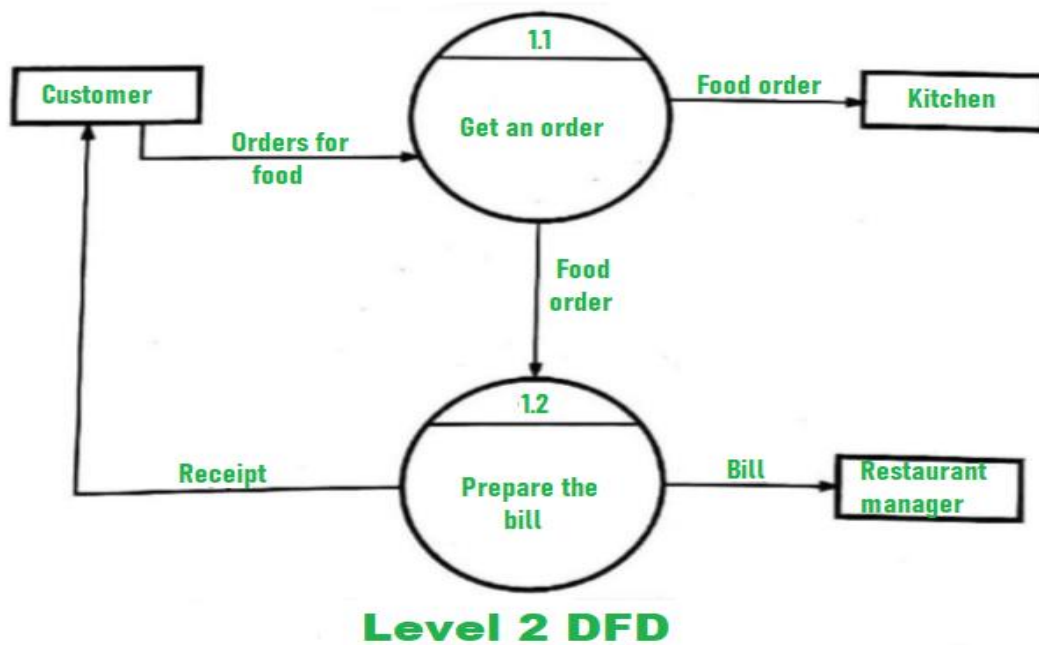 1.1
Customer
Food order
Kitchen
Get an order
Orders for
food
Food
order
1.2
Receipt
Bill
Restaurant
manager
Prepare the
bill
Level 2 DFD